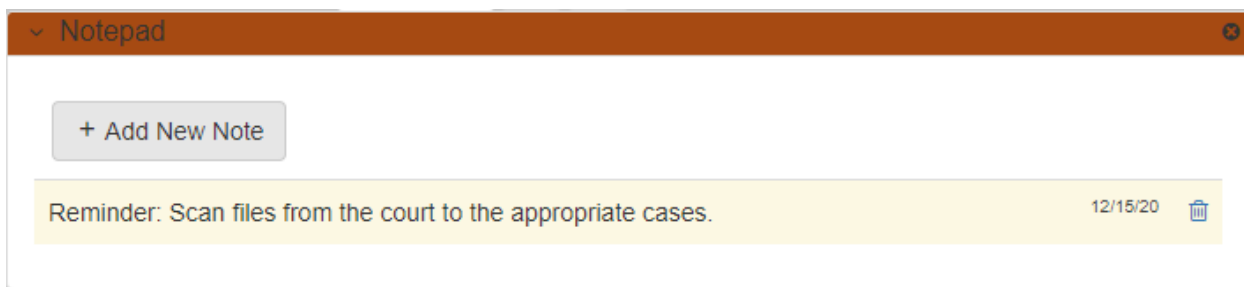 Notepad
+ Add New Note
Reminder: Scan files from the court to the appropriate cases. 12/15/20